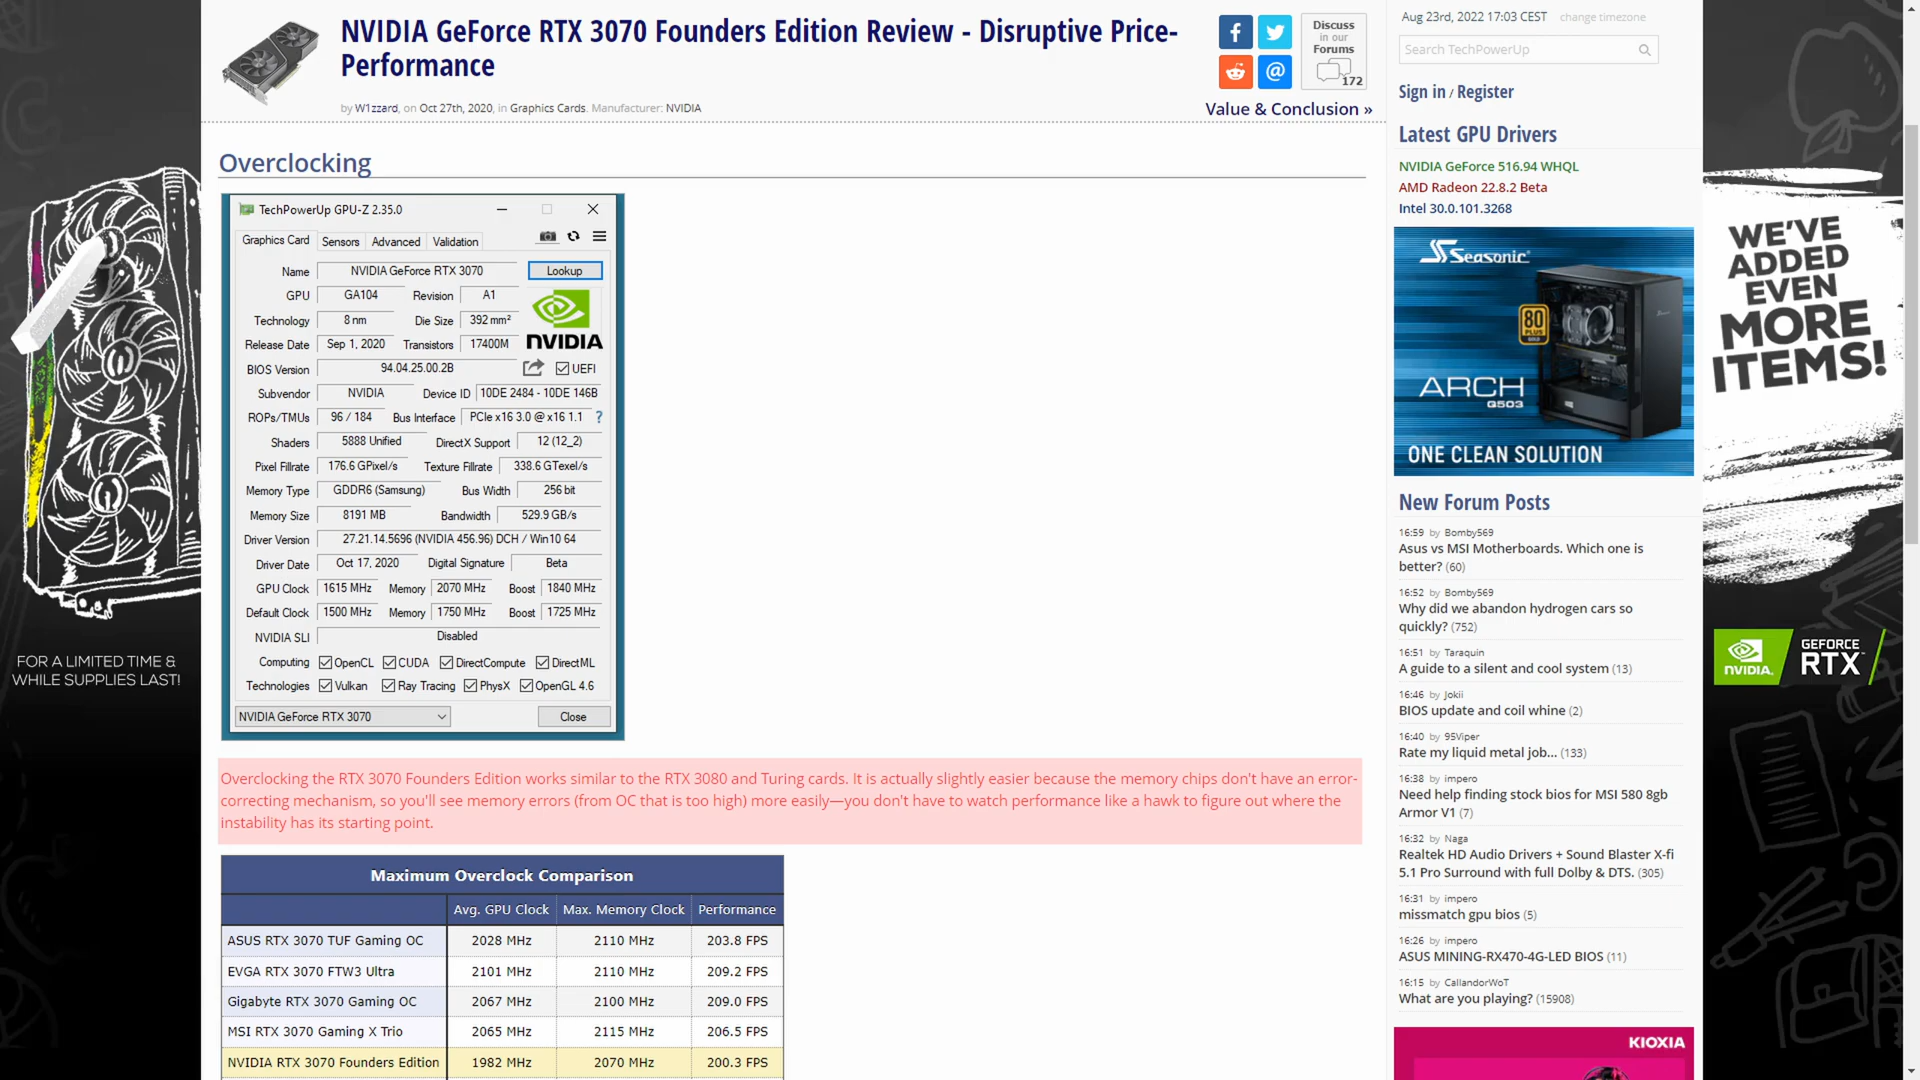 NVIDIA GeForce RTX 3070 Founders Edition Review - Disruptive Price-
Performance
by W1zzard, on Oct 27th, 2020, in Graphics Cards. Manufacturer: NVIDIA
Discuss
in our
Forums
172
Value & Conclusion »
Overclocking
TechPowerUp GPU-Z 2.35.0
Graphics Card Sensors Advanced Validation
Name NVIDIA GeForce RTX 3070 Lookup
GPU GA104 Revision A1
Technology 8 nm Die Size 392 mm²
Release Date Sep 1, 2020 Transistors 17400M
NVIDIA
BIOS Version 94.04.25.00.2B UEFI
Subvendor NVIDIA Device ID 10DE 2484 - 10DE 146B
ROPs/TMUs 96 / 184 Bus Interface PCIe x16 3.0 @ x16 1.1 ?
Shaders 5888 Unified DirectX Support 12 (12_2)
Pixel Fillrate 176.6 GPixel/s Texture Fillrate 338.6 GTexel/s
Memory Type GDDR6 (Samsung) Bus Width 256 bit
Memory Size 8191 MB Bandwidth 529.9 GB/s
Driver Version 27.21.14.5696 (NVIDIA 456.96) DCH / Win10 64
Driver Date Oct 17, 2020 Digital Signature Beta
GPU Clock 1615 MHz Memory 2070 MHz Boost 1840 MHz
Default Clock 1500 MHz Memory 1750 MHz Boost 1725 MHz
NVIDIA SLI Disabled
Computing OpenCL CUDA DirectCompute DirectML
Technologies Vulkan Ray Tracing PhysX OpenGL 4.6
NVIDIA GeForce RTX 3070 Close
Overclocking the RTX 3070 Founders Edition works similar to the RTX 3080 and Turing cards. It is actually slightly easier because the memory chips don't have an error-
correcting mechanism, so you'll see memory errors (from OC that is too high) more easily—you don't have to watch performance like a hawk to figure out where the
instability has its starting point.
Maximum Overclock Comparison
Avg. GPU Clock Max. Memory Clock Performance
ASUS RTX 3070 TUF Gaming OC 2028 MHz 2110 MHz 203.8 FPS
EVGA RTX 3070 FTW3 Ultra 2101 MHz 2110 MHz 209.2 FPS
Gigabyte RTX 3070 Gaming OC 2067 MHz 2100 MHz 209.0 FPS
MSI RTX 3070 Gaming X Trio 2065 MHz 2115 MHz 206.5 FPS
NVIDIA RTX 3070 Founders Edition 1982 MHz 2070 MHz 200.3 FPS
Aug 23rd, 2022 17:03 CEST change timezone
Search TechPowerUp
Sign in / Register
Latest GPU Drivers
NVIDIA GeForce 516.94 WHQL
AMD Radeon 22.8.2 Beta
Intel 30.0.101.3268
Seasonic
80
PLUS
GOLD
ARCH
Q503
ONE CLEAN SOLUTION
New Forum Posts
16:59 by Bomby569
Asus vs MSI Motherboards. Which one is
better? (60)
16:52 by Bomby569
Why did we abandon hydrogen cars so
quickly? (752)
16:51 by Taraquin
A guide to a silent and cool system (13)
16:46 by Jokii
BIOS update and coil whine (2)
16:40 by 95Viper
Rate my liquid metal job... (133)
16:38 by impero
Need help finding stock bios for MSI 580 8gb
Armor V1 (7)
16:32 by Naga
Realtek HD Audio Drivers + Sound Blaster X-fi
5.1 Pro Surround with full Dolby & DTS. (305)
16:31 by impero
missmatch gpu bios (5)
16:26 by impero
ASUS MINING-RX470-4G-LED BIOS (11)
16:15 by CallandorWoT
What are you playing? (15908)
KIOXIA
FOR A LIMITED TIME &
WHILE SUPPLIES LAST!
WE'VE
ADDED
EVEN
MORE
ITEMS!
NVIDIA.
GEFORCE
RTX™